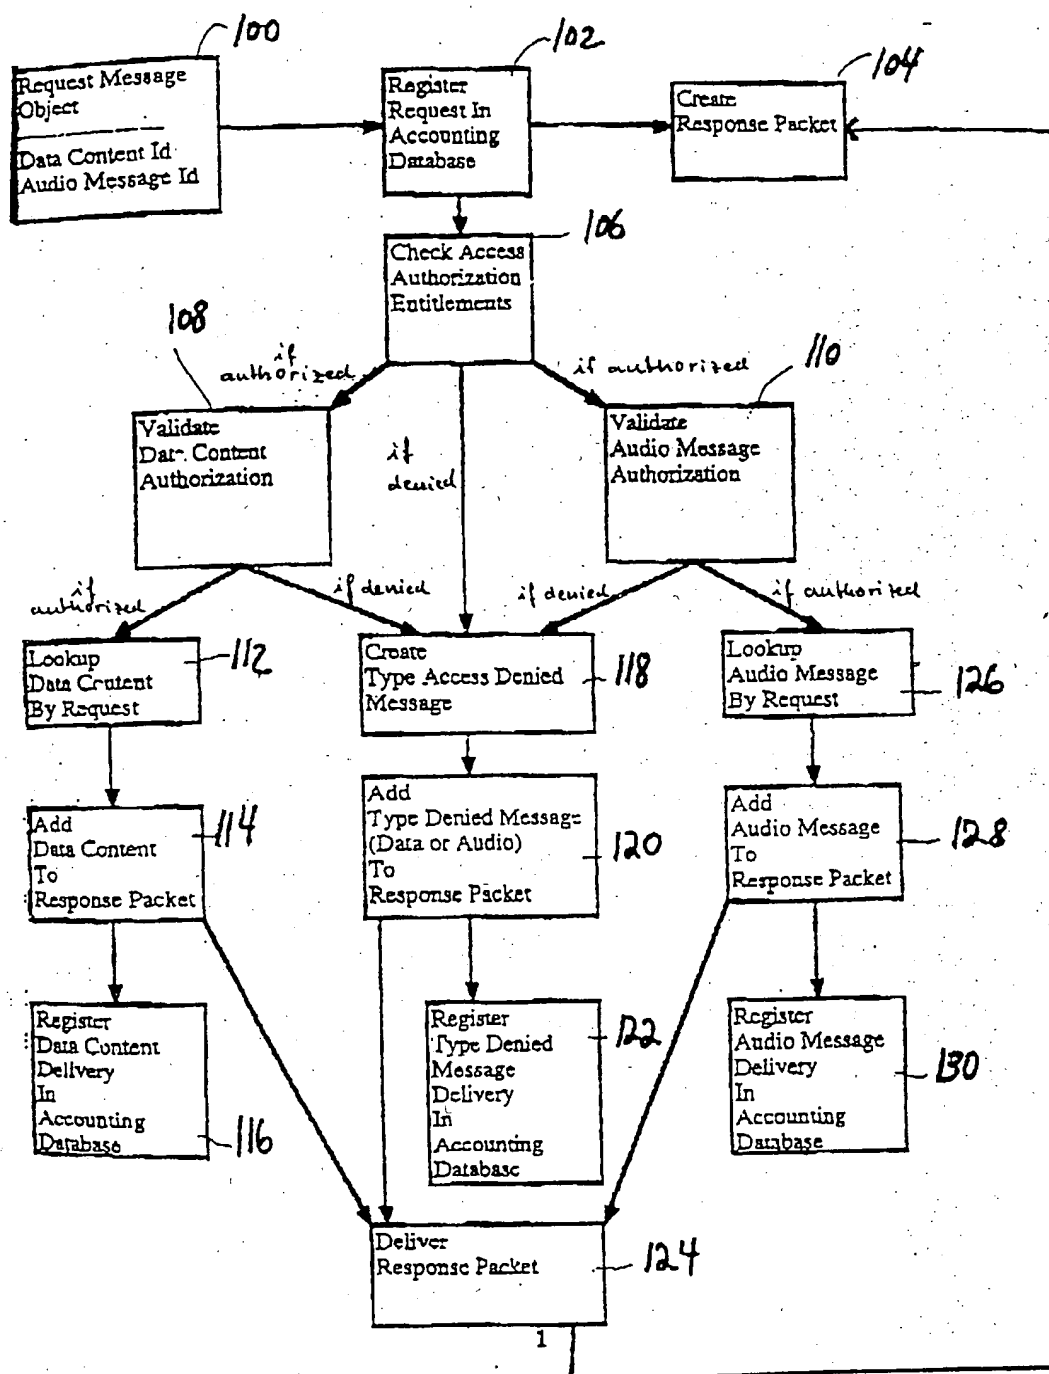 100
102
104
Request Message
Object
Data Content Id
Audio Message Id
Register
Request In
Accounting
Database
Create
Response Packet
106
Check Access
Authorization
Entitlements
108
110
if
authorized
if authorized
Validate
Content
Authorization
if
denied
Validate
Audio Message
Authorization
if
authorized
if denied
if denied
if authorized
Lookup
Data
By Request
112
Create
Type Access Denied
Message
118
Lookup
Audio Message
By Request
126
Add
Data Content
To
Response Packet
114
Add
Type Denied Message
(Data or Audio)
To
Response Packet
120
Add
Audio Message
To
Response Packet
128
Register
Data Content
Delivery
In
Accounting
Database
116
Register
Type Denied
Message
Delivery
In
Accounting
Database
122
Register
Audio Message
Delivery
In
Accounting
Database
130
Deliver
Response Packet
124
1